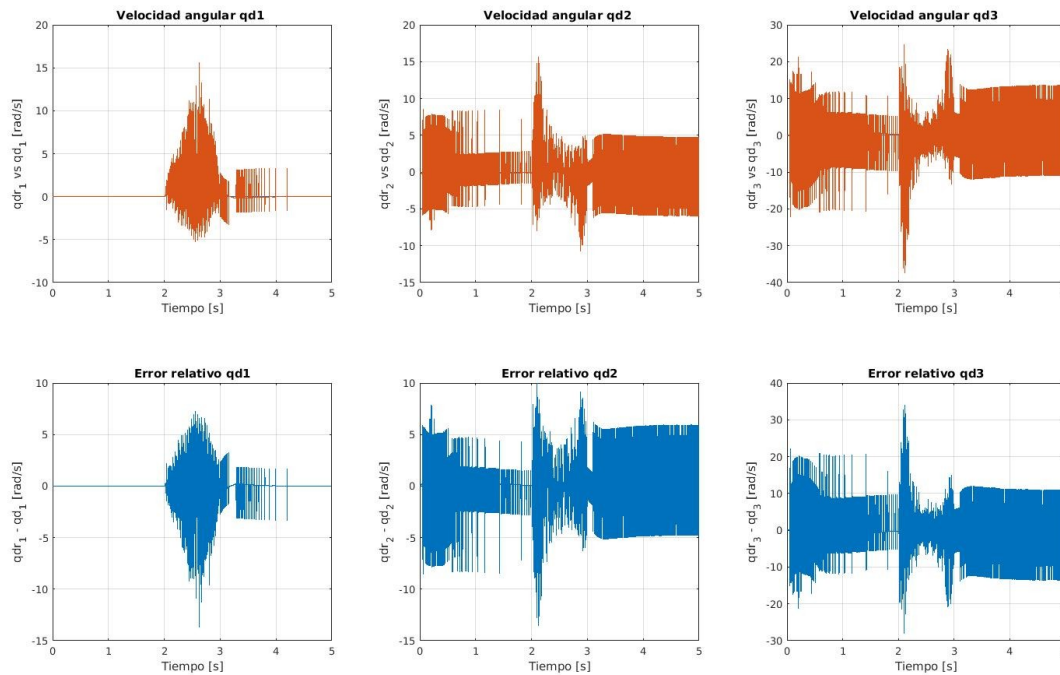 Velocidad angular qd1
Velocidad angular qd2
Velocidad angular qd3
qdr1 vs qd1 [rad/s]
20
15
10
5
0
-5
-10
0 1 2 3 4 5
Tiempo [s]
qdr2 vs qd2 [rad/s]
20
15
10
5
0
-5
-10
-15
0 1 2 3 4 5
Tiempo [s]
qdr3 vs qd3 [rad/s]
30
20
10
0
-10
-20
-30
-40
0 1 2 3 4
Tiempo [s]
Error relativo qd1
Error relativo qd2
Error relativo qd3
qdr1 - qd1 [rad/s]
10
5
0
-5
-10
-15
0 1 2 3 4 5
Tiempo [s]
qdr2 - qd2 [rad/s]
10
5
0
-5
-10
-15
0 1 2 3 4 5
Tiempo [s]
qdr3 - qd3 [rad/s]
40
30
20
10
0
-10
-20
-30
0 1 2 3 4
Tiempo [s]